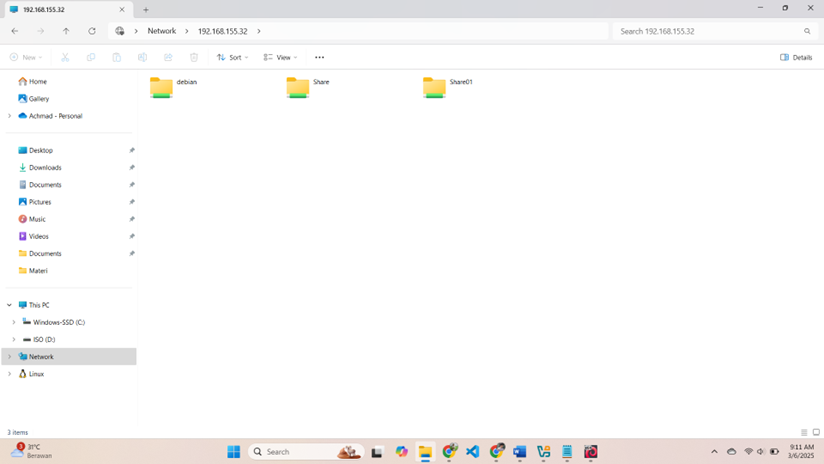 192.168.155.32
Network > 192.168.155.32 >
Search 192.168.155.32
New
Sort
View
Details
debian
Share
Share01
Home
Gallery
Achmad - Personal
Desktop
Downloads
Documents
Pictures
Music
Videos
Documents
Materi
This PC
Windows-SSD (C:)
ISO (D:)
Network
Linux
3 items
3
31°C
Berawan
Search
9:11 AM
3/6/2025